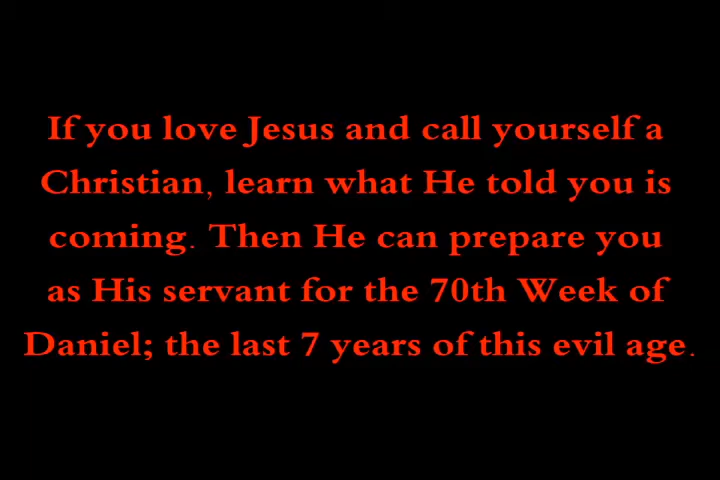 If you love Jesus and call yourself a
Christian, learn what He told you is
coming. Then He can prepare you
as His servant for the 70th Week of
Daniel; the last 7 years of this evil age.